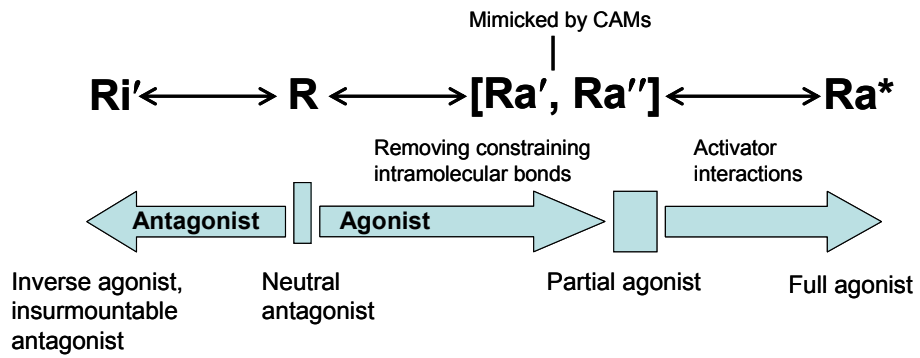 Mimicked by CAMs
Ri′ R [Ra′, Ra′′] Ra*
Removing constraining
intramolecular bonds
Activator
interactions
Antagonist
Agonist
Inverse agonist,
insurmountable
antagonist
Neutral
antagonist
Partial agonist
Full agonist